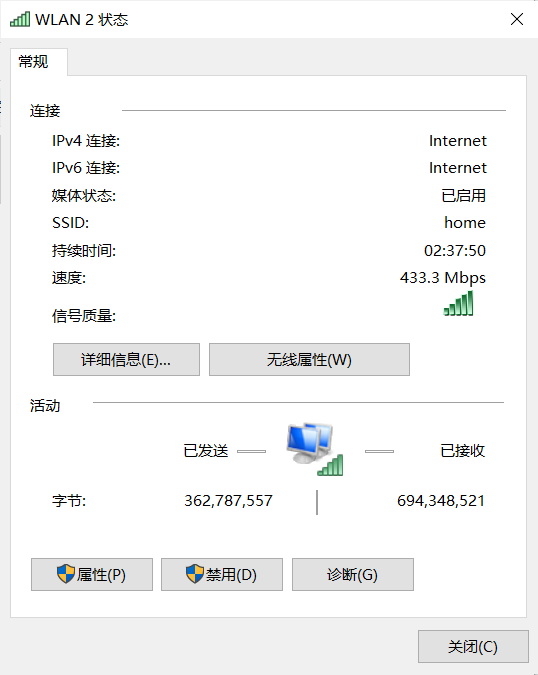 WLAN 2 状态
常规
连接
IPv4 连接: Internet
IPv6 连接: Internet
媒体状态: 已启用
SSID: home
持续时间: 02:37:50
速度: 433.3 Mbps
信号质量:
详细信息(E)... 无线属性(W)
活动
已发送 已接收
字节: 362,787,557 694,348,521
属性(P) 禁用(D) 诊断(G)
关闭(C)